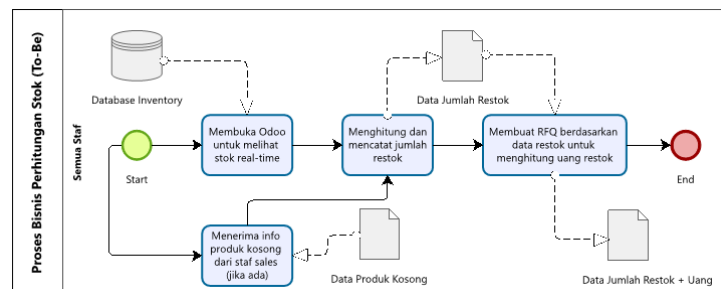 Proses Bisnis Perhitungan Stok (To-Be)
Semua Staf
Database Inventory
Data Jumlah Restok
Start
Membuka Odoo
untuk melihat
stok real-time
Menghitung dan
mencatat jumlah
restok
Membuat RFQ berdasarkan
data restok untuk
menghitung uang restok
End
Menerima info
produk kosong
dari staf sales
(jika ada)
Data Produk Kosong
Data Jumlah Restok + Uang